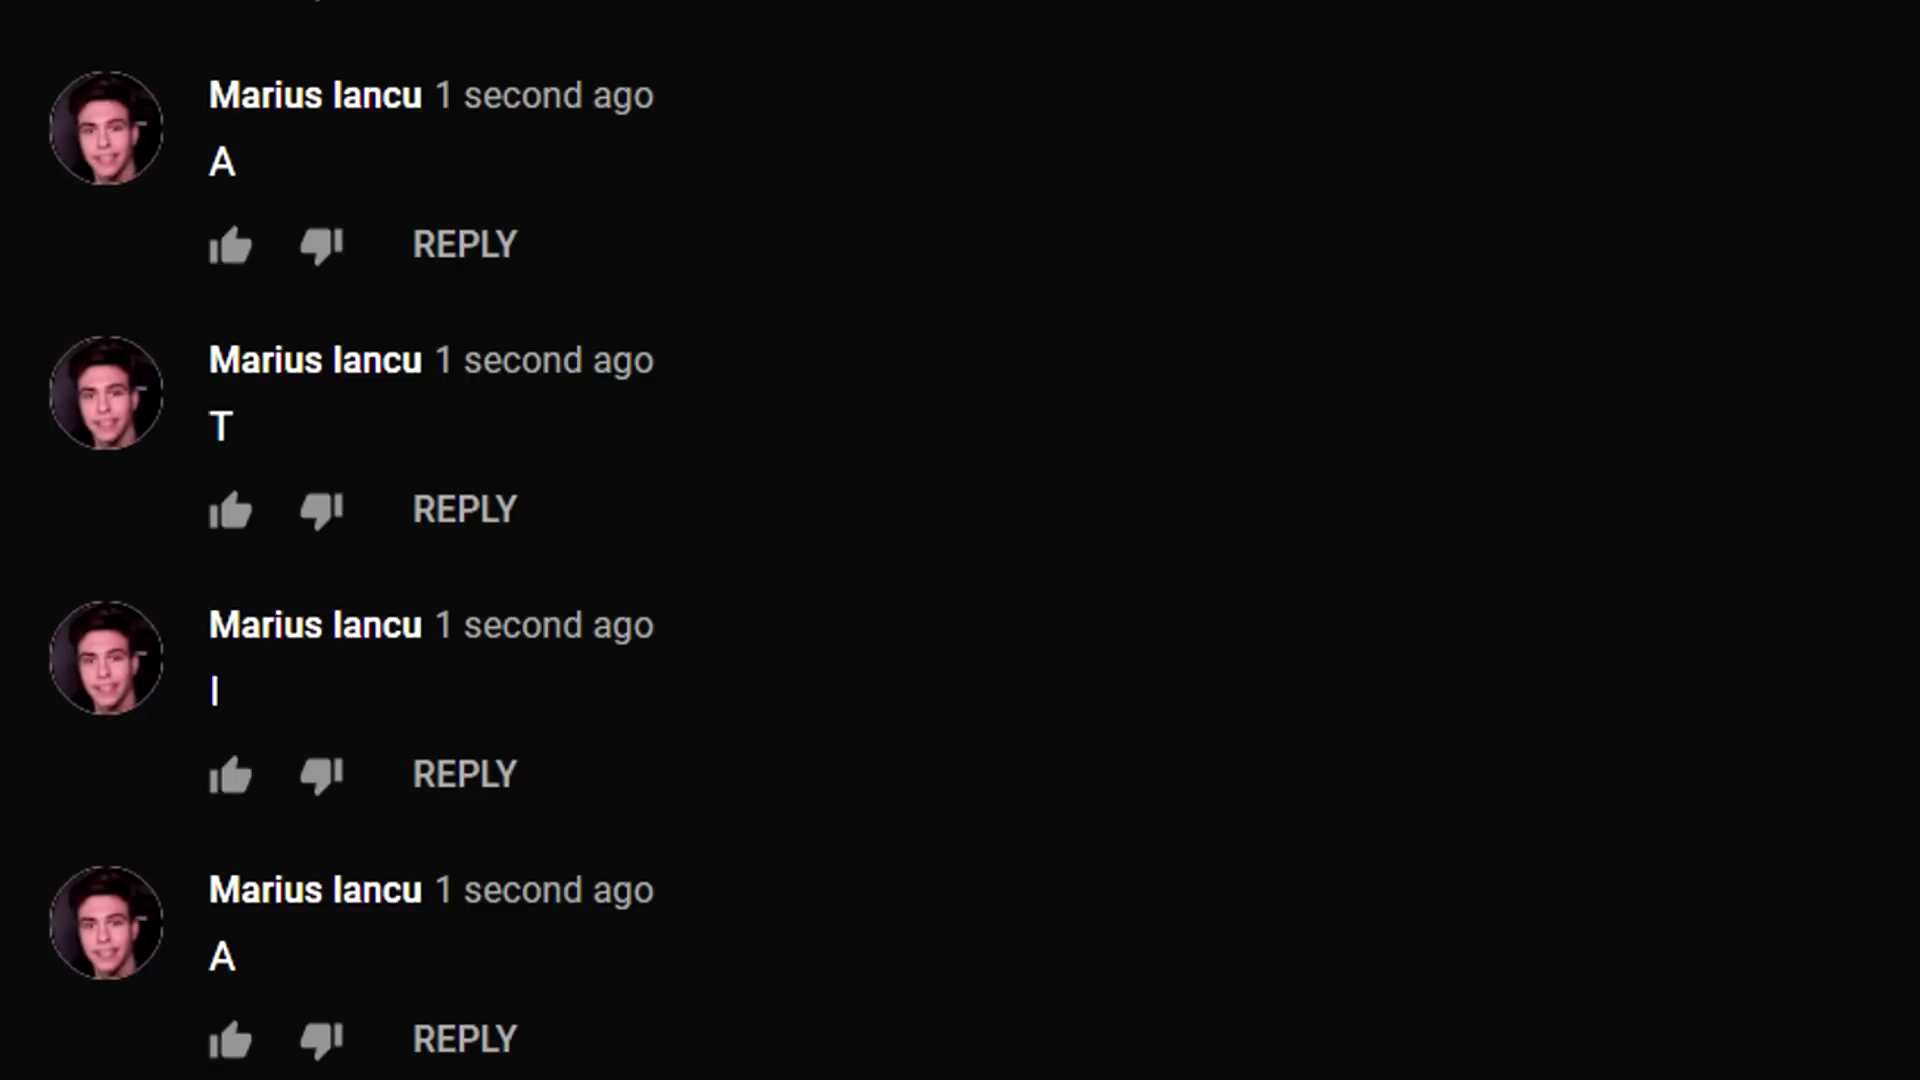 Marius Iancu 1 second ago
A
REPLY
Marius Iancu 1 second ago
T
REPLY
Marius Iancu 1 second ago
I
REPLY
Marius Iancu 1 second ago
A
REPLY